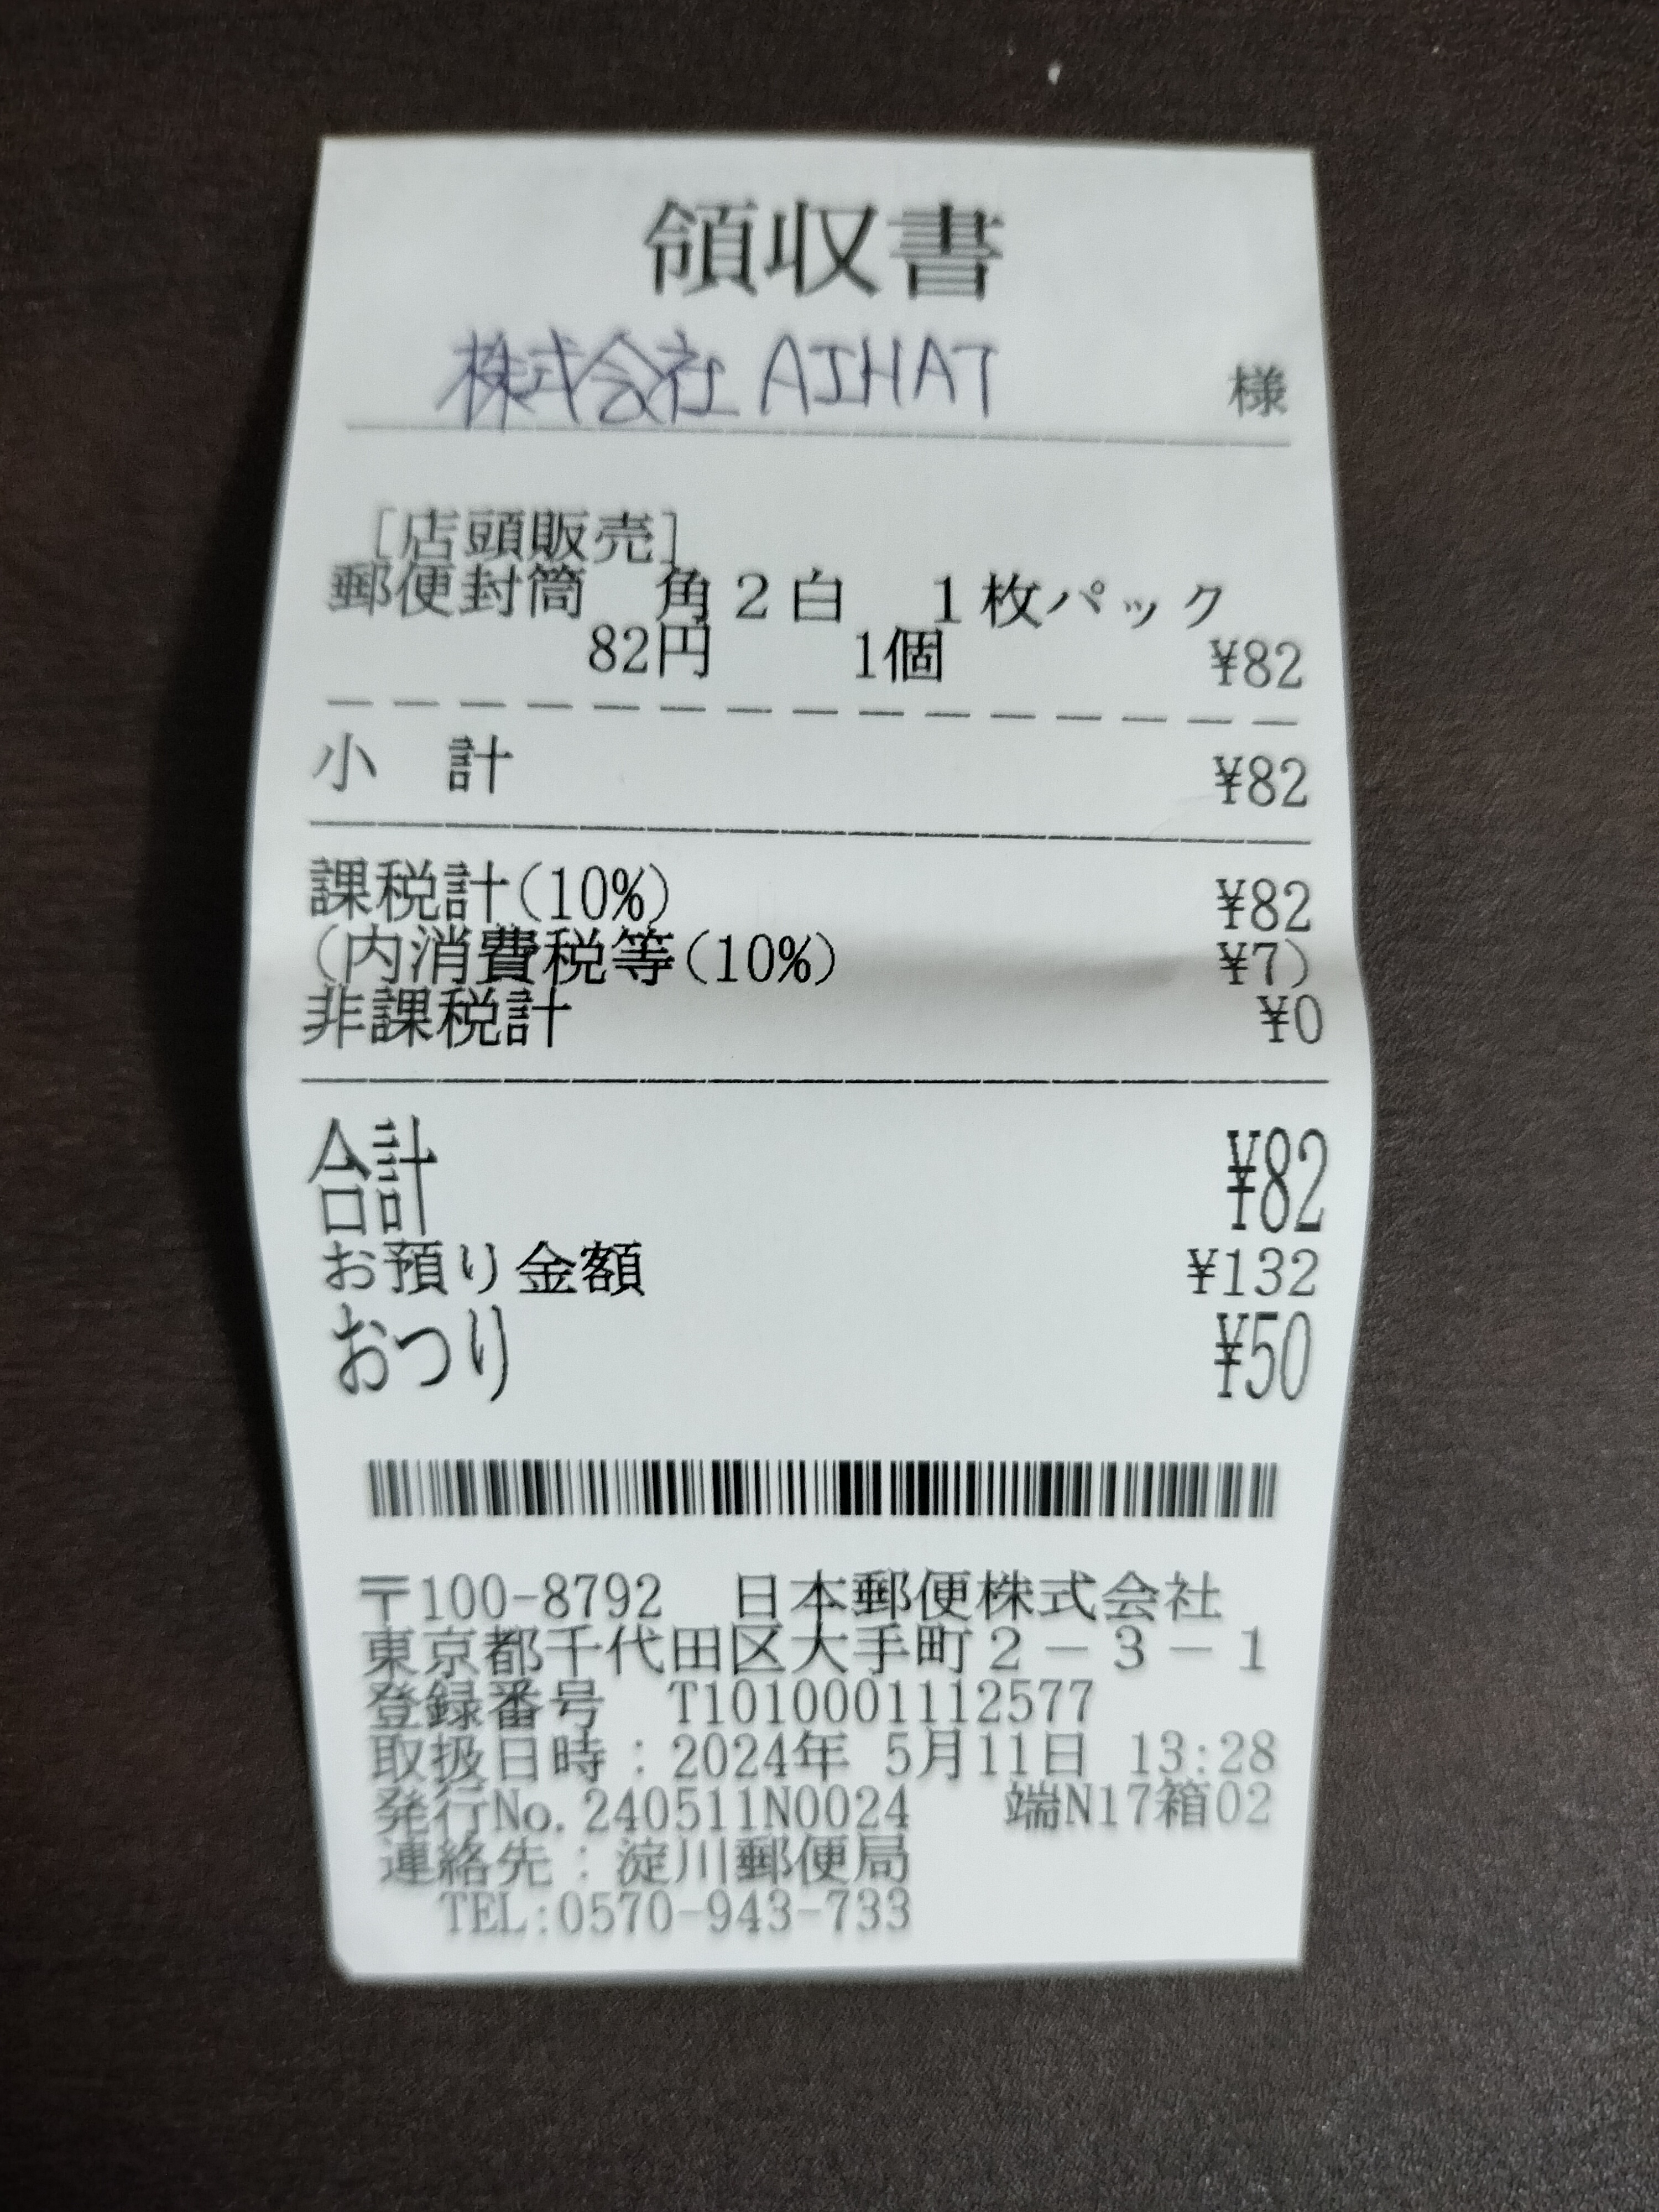 領収書
株式会社 AIHAT 様
[店頭販売]
郵便封筒 角2白 1枚パック
82円 1個 ¥82
小 計 ¥82
課税計(10%) ¥82
(内消費税等(10%) ¥7)
非課税計 ¥0
合計 ¥82
お預り金額 ¥132
おつり ¥50
〒100-8792 日本郵便株式会社
東京都千代田区大手町2-3-1
登録番号 T1010001112577
取扱日時:2024年 5月11日 13:28
発行No.240511N0024 端N17箱02
連絡先:淀川郵便局
TEL:0570-943-733